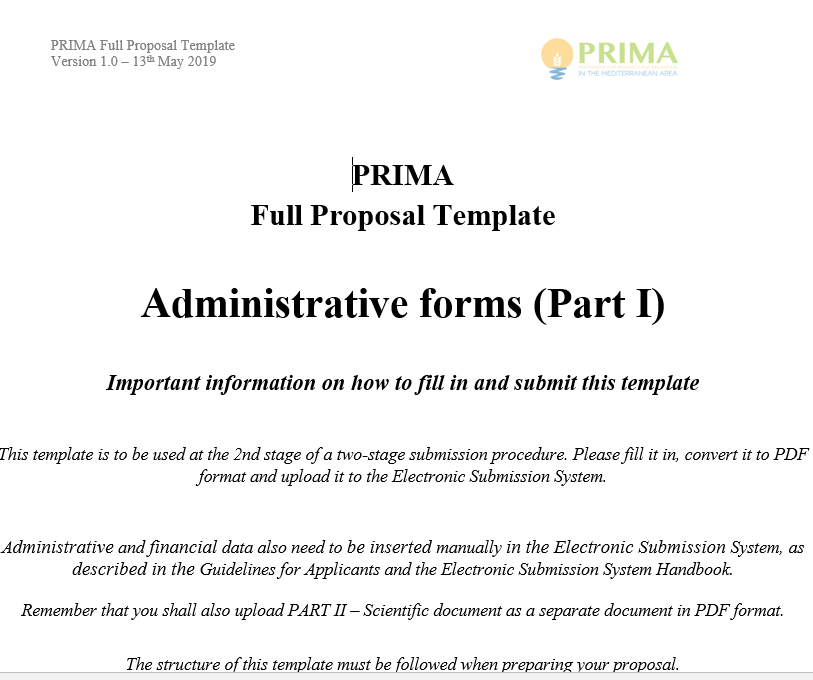 PRIMA Full Proposal Template
Version 1.0 – 13th May 2019
PRIMA
IN THE MEDITERRANEAN AREA
PRIMA
Full Proposal Template
Administrative forms (Part I)
Important information on how to fill in and submit this template
This template is to be used at the 2nd stage of a two-stage submission procedure. Please fill it in, convert it to PDF
format and upload it to the Electronic Submission System.
Administrative and financial data also need to be inserted manually in the Electronic Submission System, as
described in the Guidelines for Applicants and the Electronic Submission System Handbook.
Remember that you shall also upload PART II – Scientific document as a separate document in PDF format.
The structure of this template must be followed when preparing your proposal.